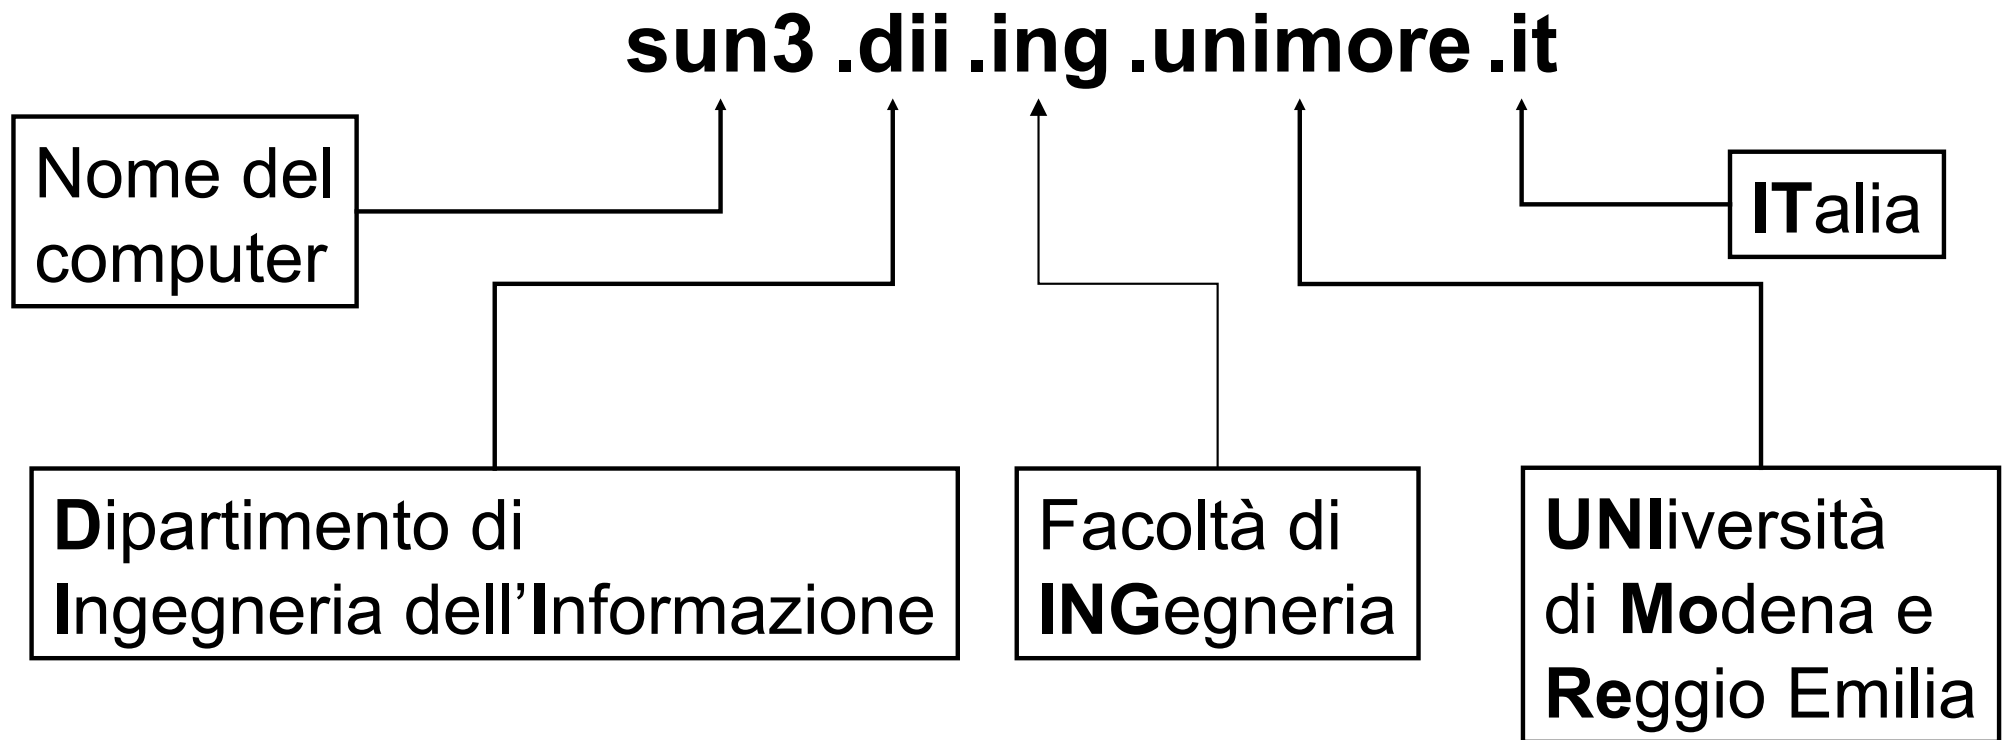 sun3 .dii .ing .unimore .it
Nome del
computer
ITalia
Dipartimento di
Ingegneria dell’Informazione
Facoltà di
INGegneria
UNIiversità
di Modena e
Reggio Emilia